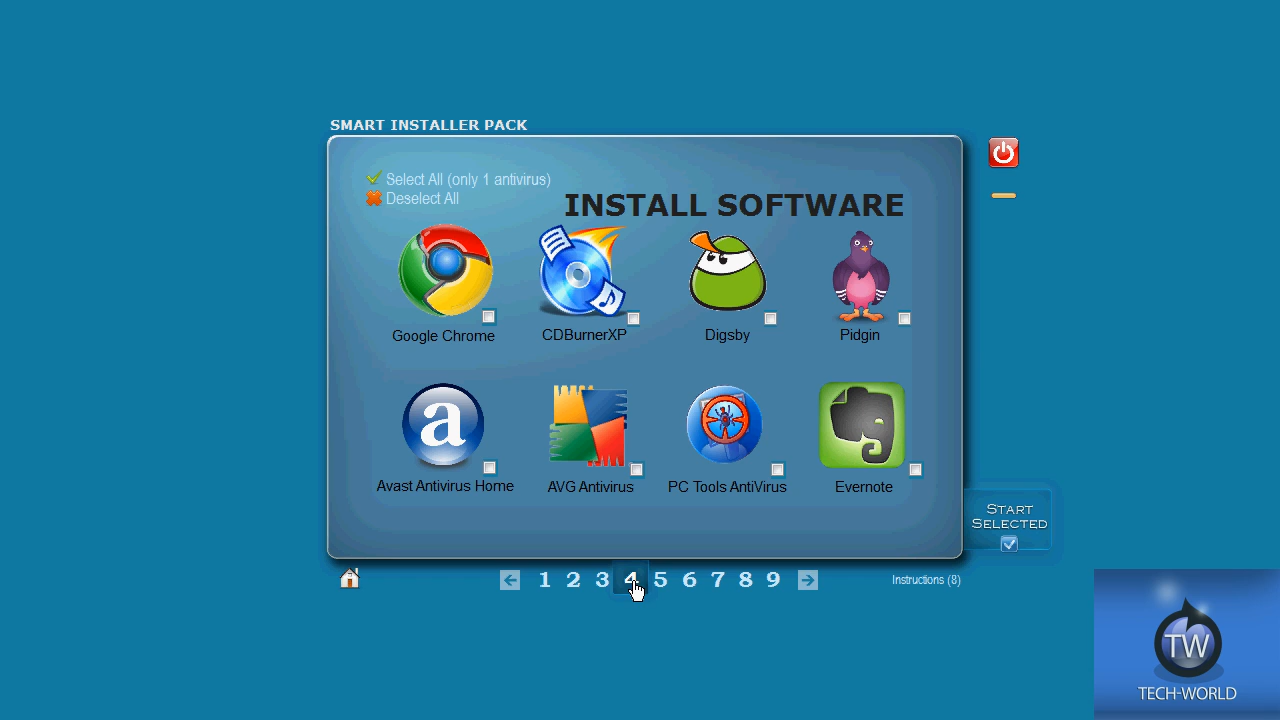 SMART INSTALLER PACK
Select All (only 1 antivirus)
Deselect All
INSTALL SOFTWARE
Google Chrome
CDBurnerXP
Digsby
Pidgin
a
Avast Antivirus Home
AVG Antivirus
PC Tools AntiVirus
Evernote
START
SELECTED
1 2 3 4 5 6 7 8 9
Instructions (8)
TW
TECH-WORLD